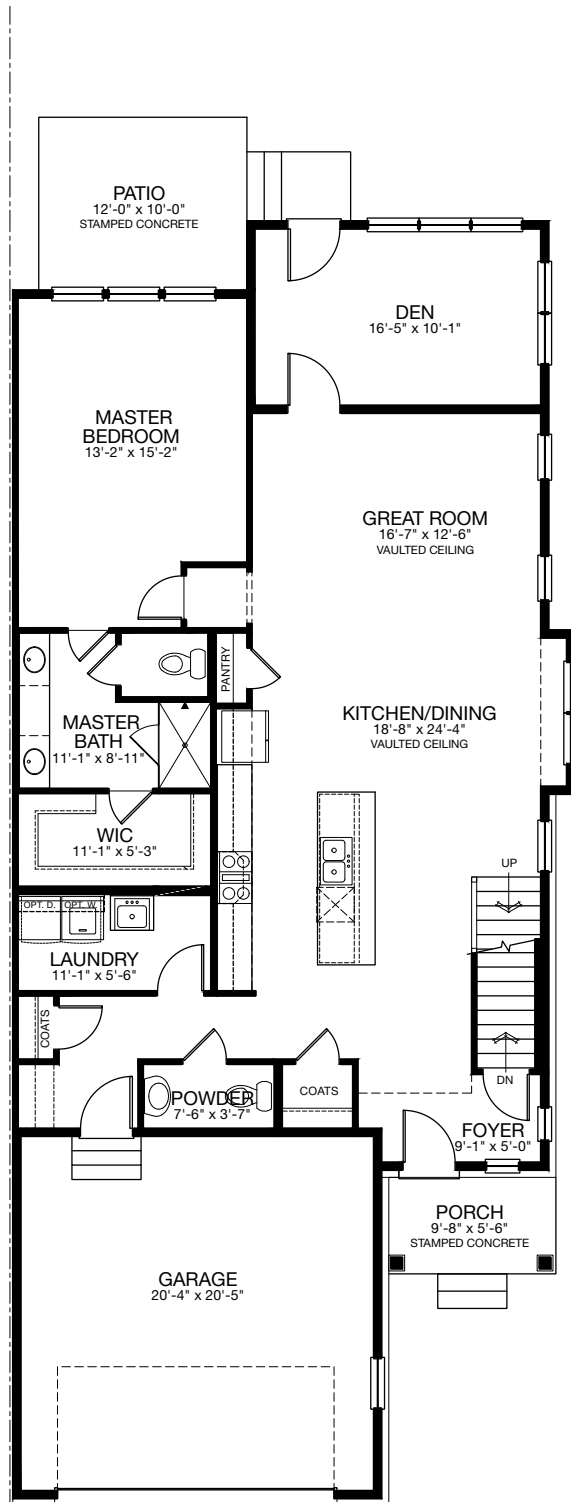 PATIO
12'-0" x 10'-0"
STAMPED CONCRETE
DEN
16'-5" x 10'-1"
MASTER
BEDROOM
13'-2" x 15'-2"
GREAT ROOM
16'-7" x 12'-6"
VAULTED CEILING
PANTRY
KITCHEN/DINING
18'-8" x 24'-4"
VAULTED CEILING
MASTER
BATH
11'-1" x 8'-11"
WIC
11'-1" x 5'-3"
UP
OPT. D.
OPT. W.
LAUNDRY
11'-1" x 5'-6"
COATS
DN
POWDER
7'-6" x 3'-7"
COATS
FOYER
9'-1" x 5'-0"
PORCH
9'-8" x 5'-6"
STAMPED CONCRETE
GARAGE
20'-4" x 20'-5"